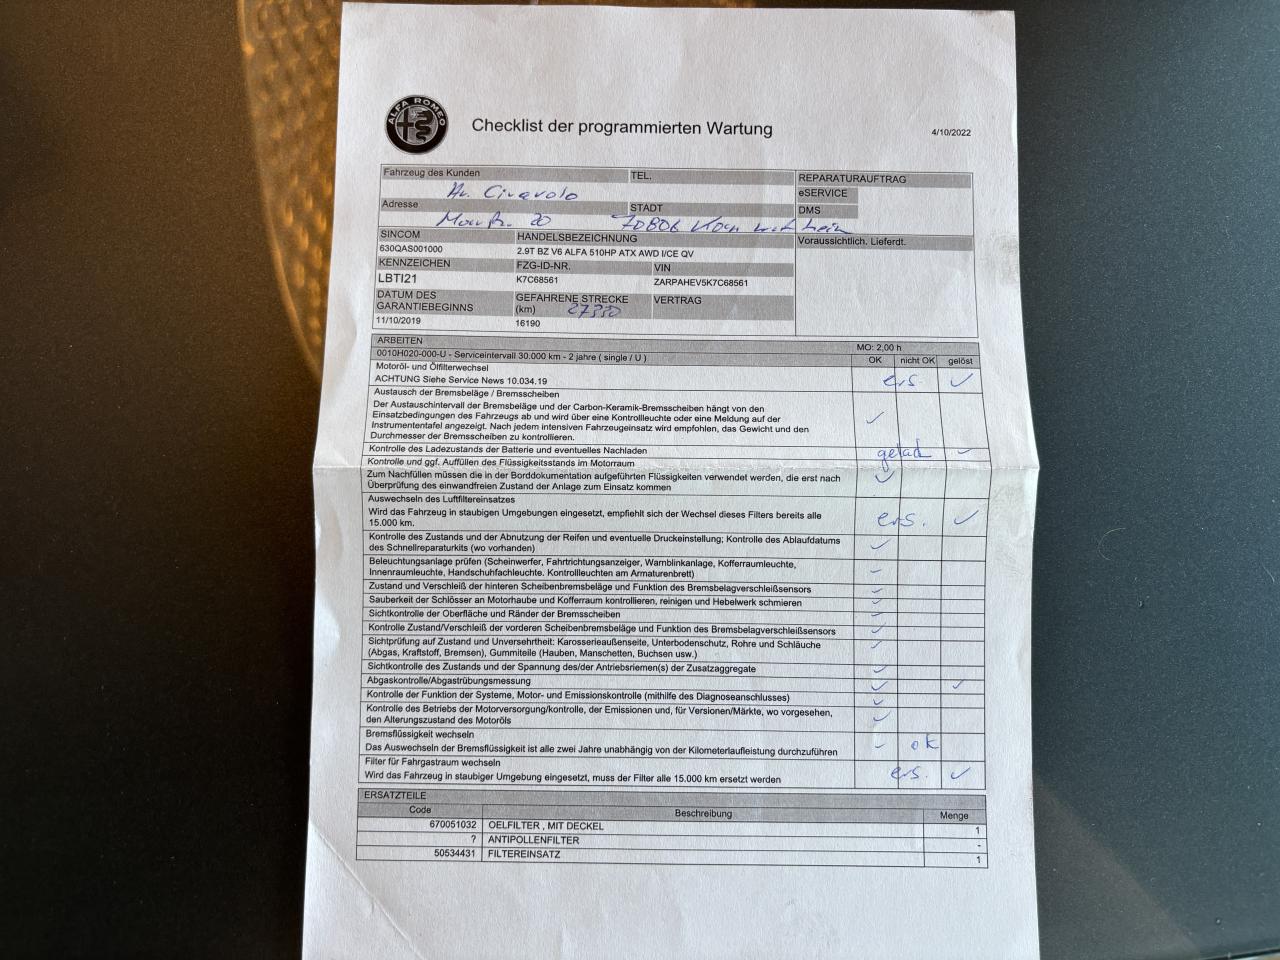 ALFA ROMEO
Checklist der programmierten Wartung
4/10/2022
Fahrzeug des Kunden
TEL.
REPARATURAUFTRAG
eSERVICE
Adresse
STADT
DMS
20 70806
SINCOM
HANDELSBEZEICHNUNG
Voraussichtlich. Lieferdt.
630QAS001000
2.9T BZ V6 ALFA 510HP ATX AWD I/CE QV
KENNZEICHEN
FZG-ID-NR.
VIN
LBTI21
K7C68561
ZARPAHEV5K7C68561
DATUM DES GARANTIEBEGINNS
GEFAHRENE STRECKE (km)
VERTRAG
11/10/2019
16190
ARBEITEN
MO: 2,00 h
0010H020-000-U - Serviceintervall 30.000 km - 2 jahre ( single / U )
OK nicht OK gelöst
Motoröl- und Ölfilterwechsel
ACHTUNG Siehe Service News 10.034.19
ers. ✓
Austausch der Bremsbeläge / Bremsscheiben
Der Austauschintervall der Bremsbeläge und der Carbon-Keramik-Bremsscheiben hängt von den
Einsatzbedingungen des Fahrzeugs ab und wird über eine Kontrollleuchte oder eine Meldung auf der
Instrumententafel angezeigt. Nach jedem intensiven Fahrzeugeinsatz wird empfohlen, das Gewicht und den
Durchmesser der Bremsscheiben zu kontrollieren.
✓
Kontrolle des Ladezustands der Batterie und eventuelles Nachladen
✓
Kontrolle und ggf. Auffüllen des Flüssigkeitsstands im Motorraum
Zum Nachfüllen müssen die in der Borddokumentation aufgeführten Flüssigkeiten verwendet werden, die erst nach
Überprüfung des einwandfreien Zustand der Anlage zum Einsatz kommen
✓
Auswechseln des Luftfiltereinsatzes
Wird das Fahrzeug in staubigen Umgebungen eingesetzt, empfiehlt sich der Wechsel dieses Filters bereits alle
15.000 km.
ers. ✓
Kontrolle des Zustands und der Abnutzung der Reifen und eventuelle Druckeinstellung; Kontrolle des Ablaufdatums
des Schnellreparaturkits (wo vorhanden)
✓
Beleuchtungsanlage prüfen (Scheinwerfer, Fahrtrichtungsanzeiger, Warnblinkanlage, Kofferraumleuchte,
Innenraumleuchte, Handschuhfachleuchte. Kontrollleuchten am Armaturenbrett)
✓
Zustand und Verschleiß der hinteren Scheibenbremsbeläge und Funktion des Bremsbelagverschleißsensors ✓
Sauberkeit der Schlösser an Motorhaube und Kofferraum kontrollieren, reinigen und Hebelwerk schmieren ✓
Sichtkontrolle der Oberfläche und Ränder der Bremsscheiben ✓
Kontrolle Zustand/Verschleiß der vorderen Scheibenbremsbeläge und Funktion des Bremsbelagverschleißsensors ✓
Sichtprüfung auf Zustand und Unversehrtheit: Karosserieaußenseite, Unterbodenschutz, Rohre und Schläuche
(Abgas, Kraftstoff, Bremsen), Gummiteile (Hauben, Manschetten, Buchsen usw.)
✓
Sichtkontrolle des Zustands und der Spannung des/der Antriebsriemen(s) der Zusatzaggregate ✓
Abgaskontrolle/Abgastrübungsmessung ✓ ✓
Kontrolle der Funktion der Systeme, Motor- und Emissionskontrolle (mithilfe des Diagnoseanschlusses) ✓
Kontrolle des Betriebs der Motorversorgung/kontrolle, der Emissionen und, für Versionen/Märkte, wo vorgesehen,
den Alterungszustand des Motoröls
✓
Bremsflüssigkeit wechseln
Das Auswechseln der Bremsflüssigkeit ist alle zwei Jahre unabhängig von der Kilometerlaufleistung durchzuführen
✓ ok
Filter für Fahrgastraum wechseln
Wird das Fahrzeug in staubiger Umgebung eingesetzt, muss der Filter alle 15.000 km ersetzt werden
ers. ✓
ERSATZTEILE
Code Beschreibung Menge
670051032 OELFILTER , MIT DECKEL 1
? ANTIPOLLENFILTER -
50534431 FILTEREINSATZ 1